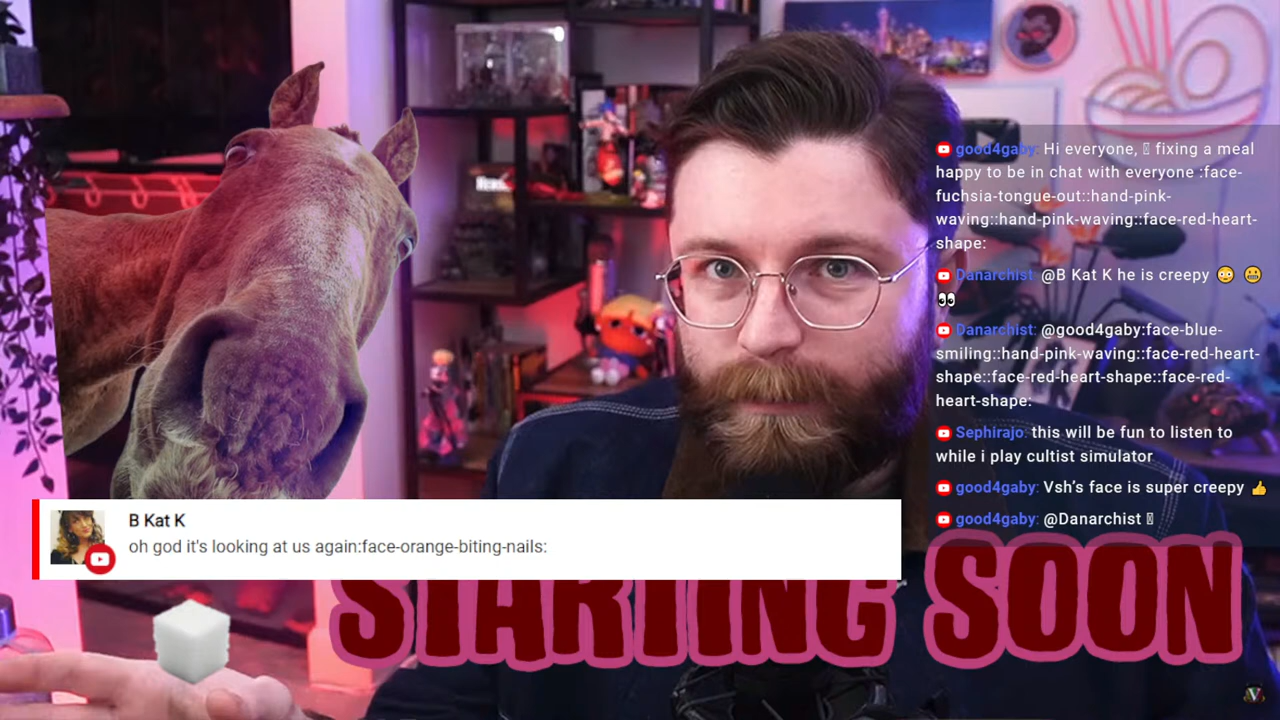 good4gaby: Hi everyone, fixing a meal
happy to be in chat with everyone :face-
fuchsia-tongue-out::hand-pink-
waving::hand-pink-waving::face-red-heart-
shape:
Danarchist: @B Kat K he is creepy 😳 😬
👀
Danarchist: @good4gaby:face-blue-
smiling::hand-pink-waving::face-red-heart-
shape::face-red-heart-shape::face-red-
heart-shape:
Sephirajo: this will be fun to listen to
while i play cultist simulator
good4gaby: Vsh’s face is super creepy 👍
good4gaby: @Danarchist
B Kat K
oh god it's looking at us again:face-orange-biting-nails:
STARTING SOON